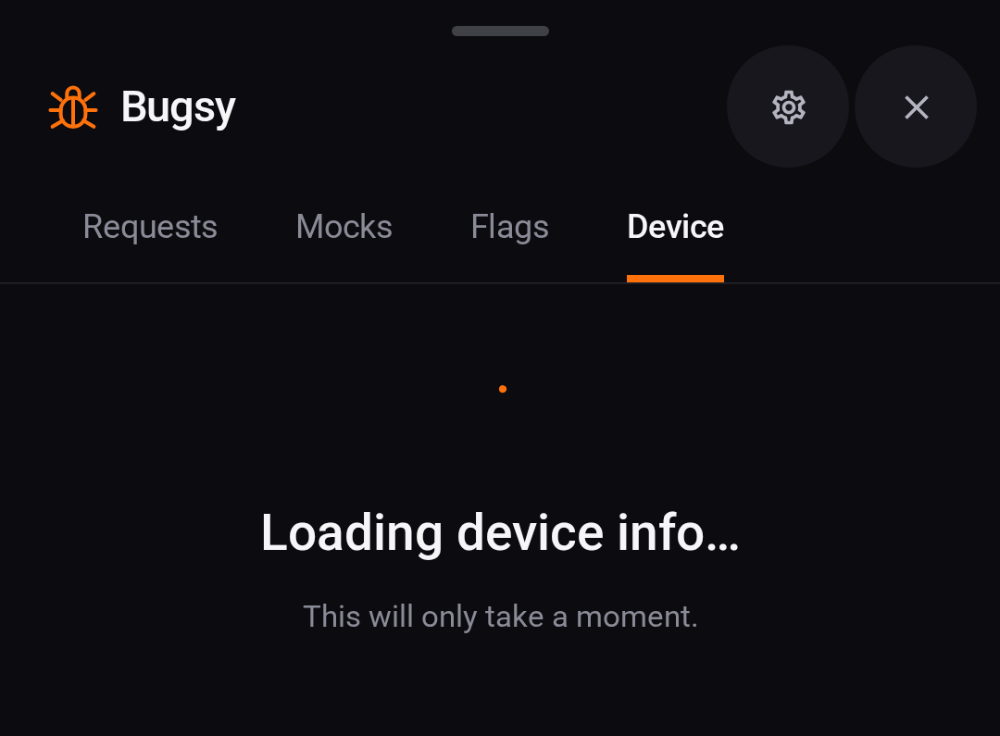 Bugsy
Requests Mocks Flags Device
Loading device info…
This will only take a moment.